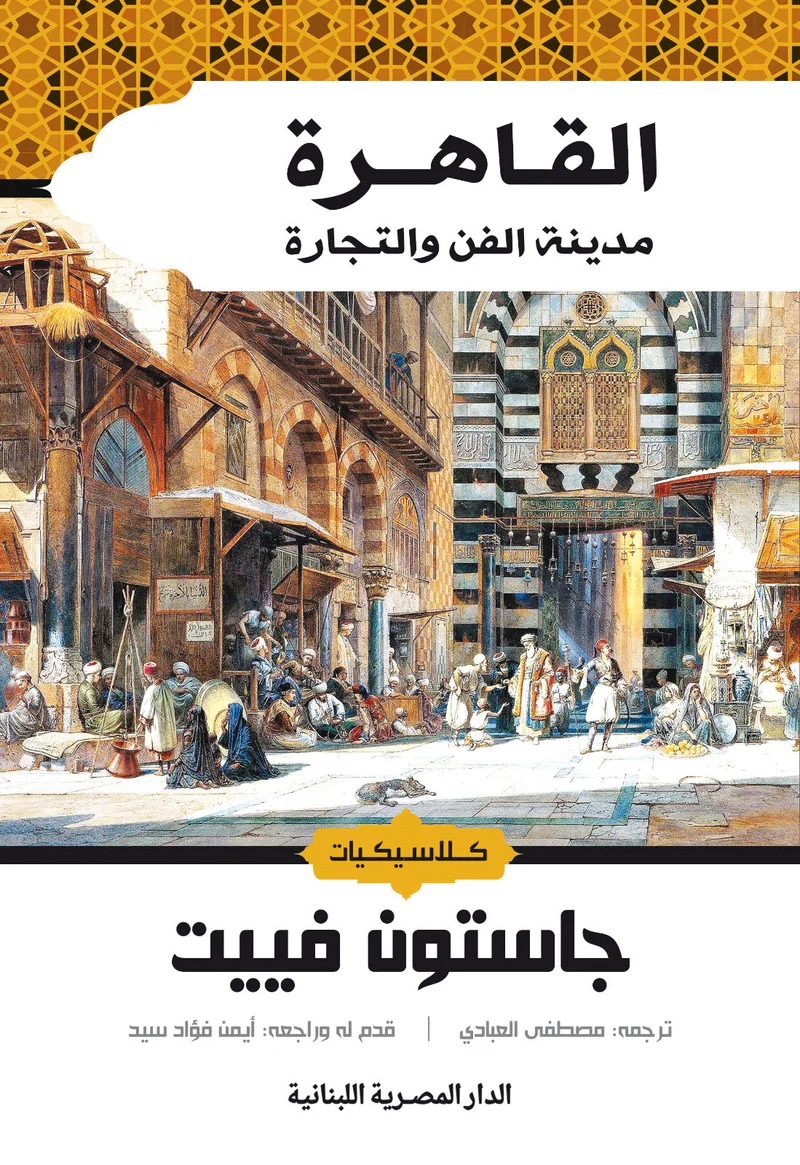 القاهرة
مدينة الفن والتجارة
كلاسيكيات
جاستون فييت
ترجمه: مصطفى العبادي | قدم له وراجعه: أيمن فؤاد سيد
الدار المصرية اللبنانية